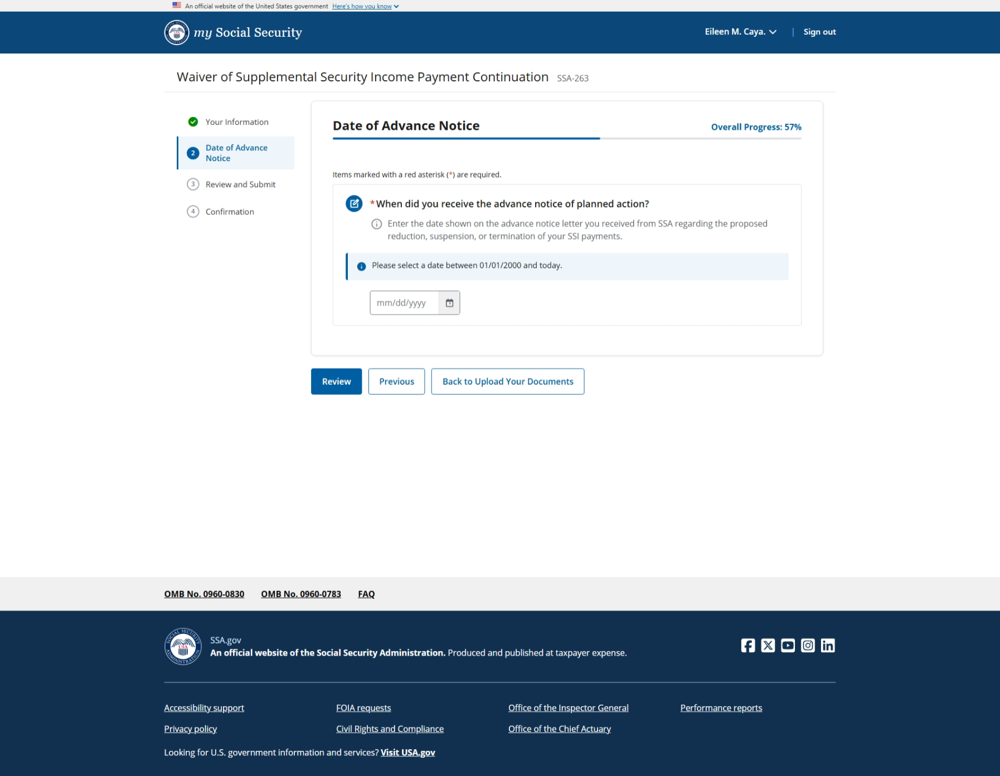 An official website of the United States government Here's how you know
my Social Security
Eileen M. Caya.
Sign out
Waiver of Supplemental Security Income Payment Continuation SSA-263
Your Information
2
Date of Advance
Notice
3
Review and Submit
4
Confirmation
Date of Advance Notice
Overall Progress: 57%
Items marked with a red asterisk (*) are required.
*When did you receive the advance notice of planned action?
Enter the date shown on the advance notice letter you received from SSA regarding the proposed
reduction, suspension, or termination of your SSI payments.
Please select a date between 01/01/2000 and today.
mm/dd/yyyy
Review
Previous
Back to Upload Your Documents
OMB No. 0960-0830
OMB No. 0960-0783
FAQ
SOCIAL SECURITY
USA
ADMINISTRATION
SSA.gov
An official website of the Social Security Administration. Produced and published at taxpayer expense.
Accessibility support
FOIA requests
Office of the Inspector General
Performance reports
Privacy policy
Civil Rights and Compliance
Office of the Chief Actuary
Looking for U.S. government information and services? Visit USA.gov